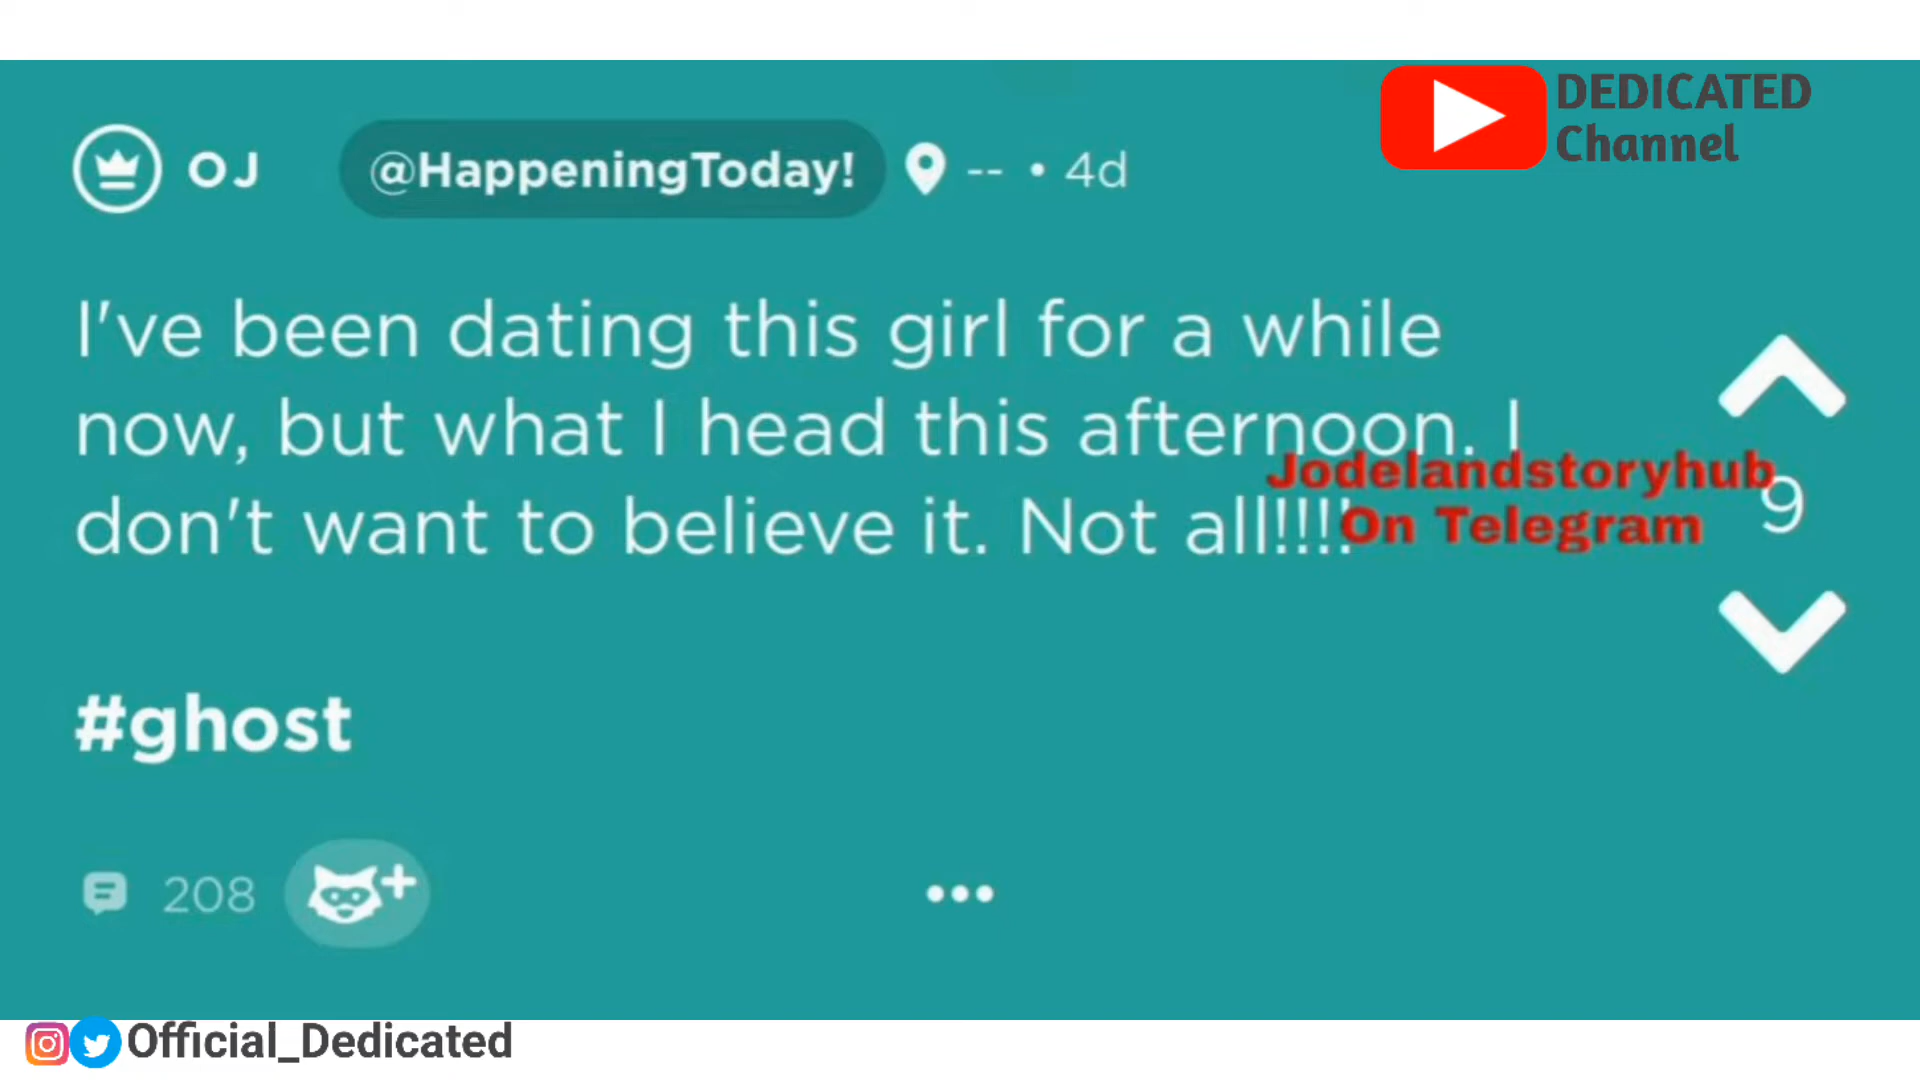 DEDICATED
Channel
OJ @HappeningToday! -- • 4d
I've been dating this girl for a while
now, but what I head this afternoon. I
don't want to believe it. Not all!!!!
Jodelandstoryhub
On Telegram
9
#ghost
208
Official_Dedicated